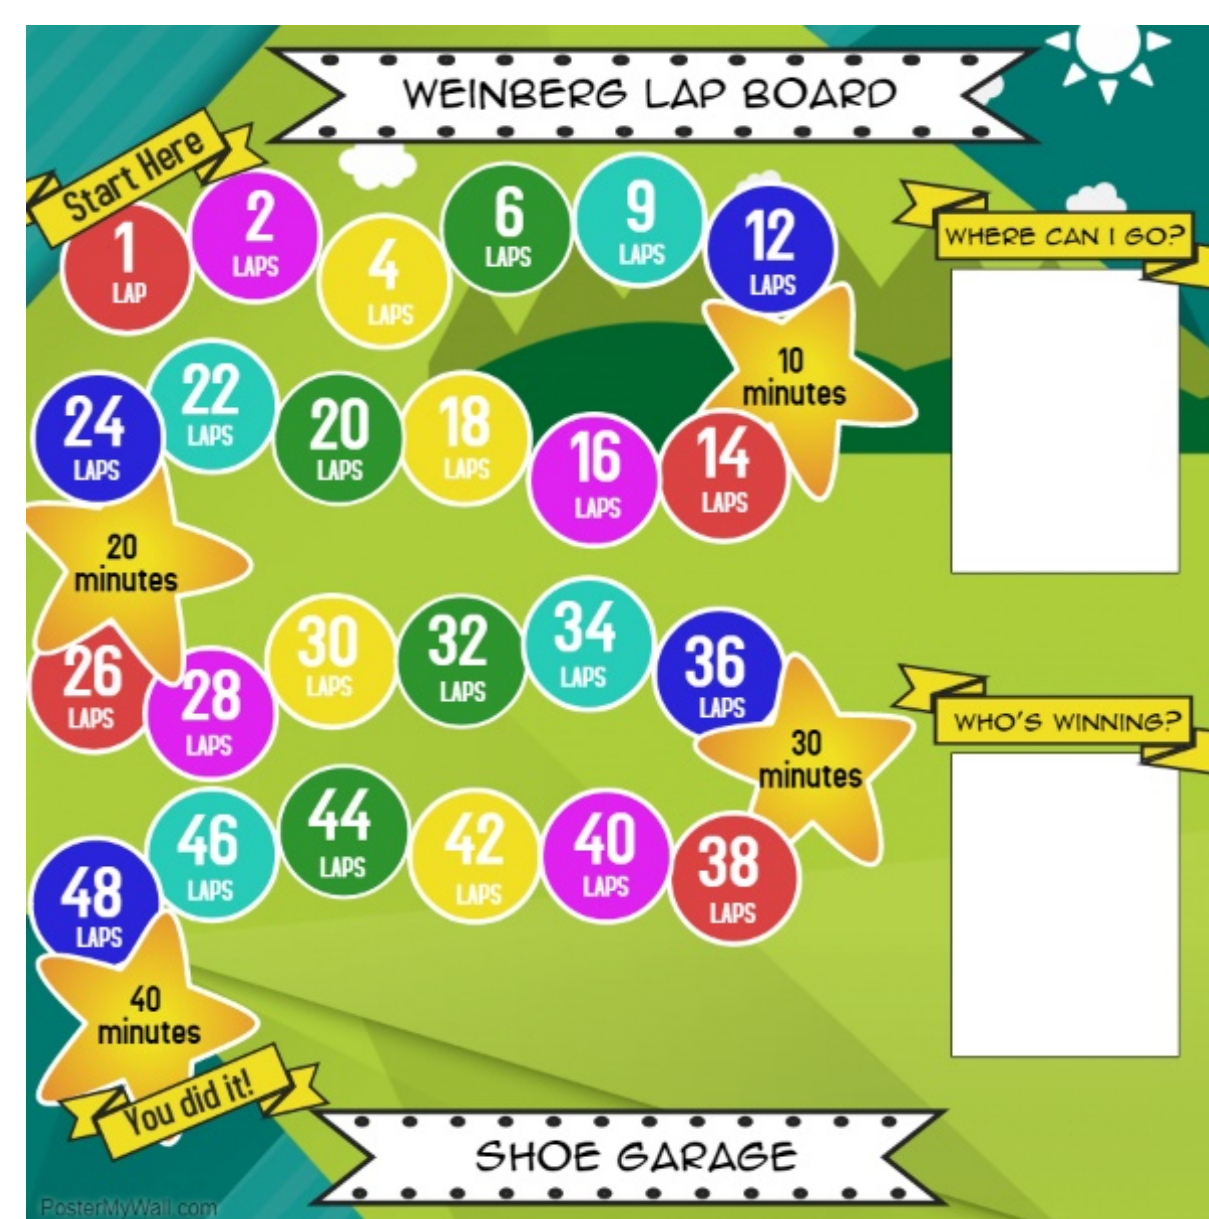 WEINBERG LAP BOARD
Start Here
1
LAP
2
LAPS
4
LAPS
6
LAPS
9
LAPS
12
LAPS
10
minutes
14
LAPS
16
LAPS
18
LAPS
20
LAPS
22
LAPS
24
LAPS
20
minutes
26
LAPS
28
LAPS
30
LAPS
32
LAPS
34
LAPS
36
LAPS
30
minutes
38
LAPS
40
LAPS
42
LAPS
44
LAPS
46
LAPS
48
LAPS
40
minutes
You did it!
WHERE CAN I GO?
WHO'S WINNING?
SHOE GARAGE
PosterMyWall.com